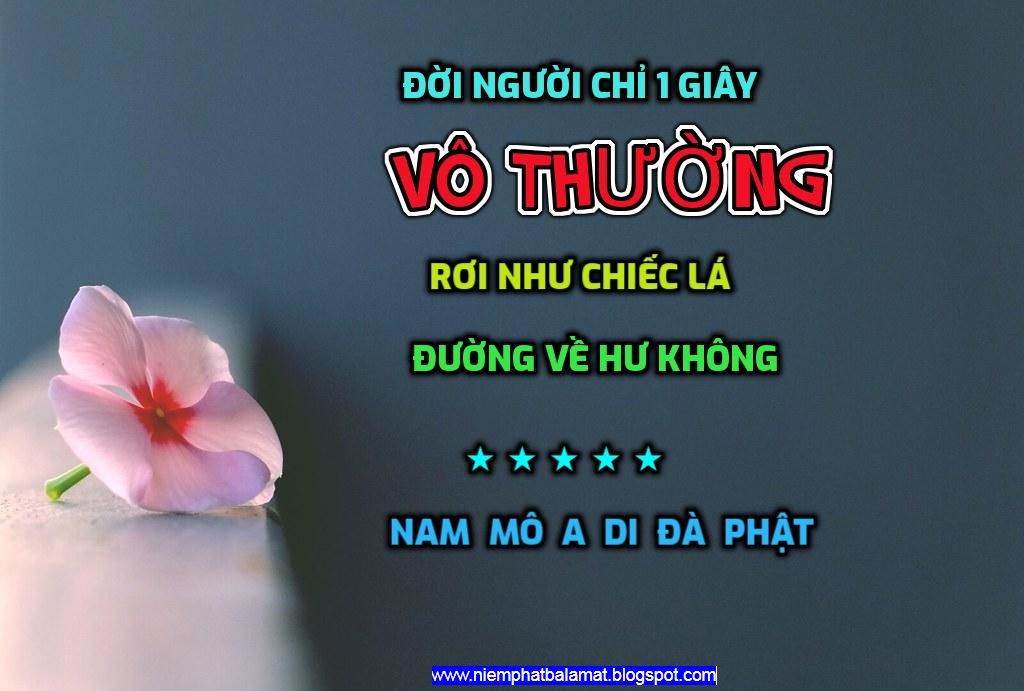 ĐỜI NGƯỜI CHỈ 1 GIÂY
VÔ THƯỜNG
RƠI NHƯ CHIẾC LÁ
ĐƯỜNG VỀ HƯ KHÔNG
★ ★ ★ ★ ★
NAM MÔ A DI ĐÀ PHẬT
www.niemphatbalamat.blogspot.com